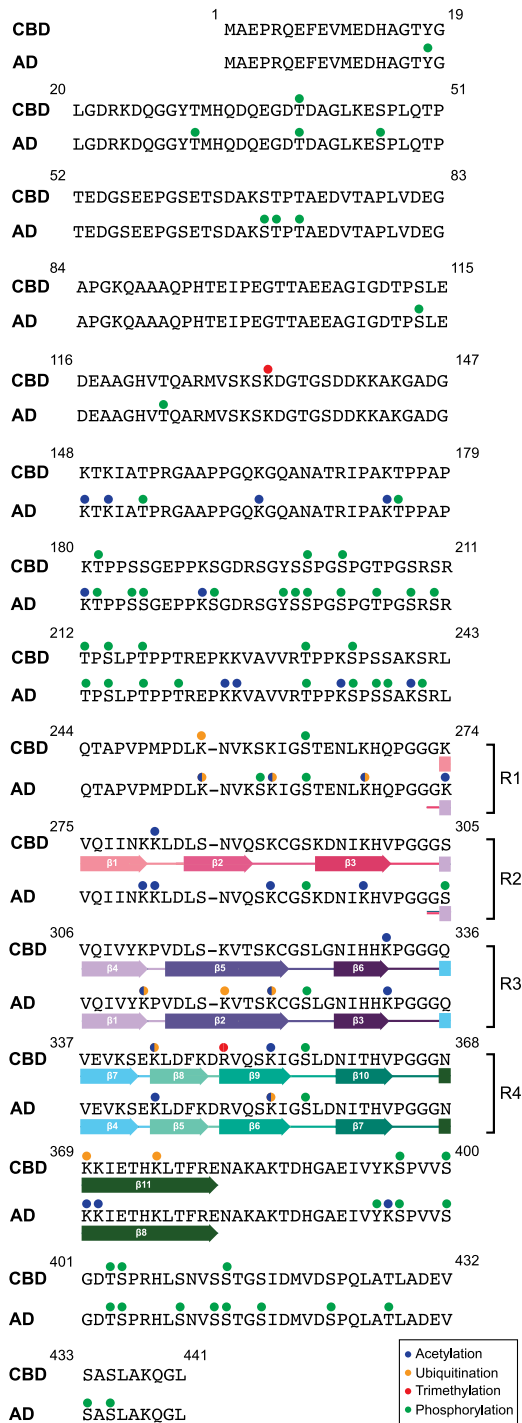 1 19
CBD MAEPRQEFEVMEDHAGTYG
AD MAEPRQEFEVMEDHAGTYG
20 51
CBD LGDRKDQGGYTMHQDQEGDTDAGLKESPLQTP
AD LGDRKDQGGYTMHQDQEGDTDAGLKESPLQTP
52 83
CBD TEDGSEEPGSETSDAKSTPTAEDVTAPLVDEG
AD TEDGSEEPGSETSDAKSTPTAEDVTAPLVDEG
84 115
CBD APGKQAAAQPHTEIPEGTTAEEAGIGDTPSLE
AD APGKQAAAQPHTEIPEGTTAEEAGIGDTPSLE
116 147
CBD DEAAGHVTQARMVSKSKDGTGSDDKKAKGADG
AD DEAAGHVTQARMVSKSKDGTGSDDKKAKGADG
148 179
CBD KTKIATPRGAAPPGQKGQANATRIPAKTPPAP
AD KTKIATPRGAAPPGQKGQANATRIPAKTPPAP
180 211
CBD KTPPSSGEPPKSGDRSGYSSPGSPGTPGSRSR
AD KTPPSSGEPPKSGDRSGYSSPGSPGTPGSRSR
212 243
CBD TPSLPTPPTREPKKVAVVRTPPKSPSSAKSRL
AD TPSLPTPPTREPKKVAVVRTPPKSPSSAKSRL
244 274
CBD QTAPVPMPDLK-NVKSKIGSTENLKHQPGGGK
AD QTAPVPMPDLK-NVKSKIGSTENLKHQPGGGK
R1
275 305
CBD VQIINKKLDLS-NVQSKCGSKDNIKHVPGGGS
β1 β2 β3
AD VQIINKKLDLS-NVQSKCGSKDNIKHVPGGGS
R2
306 336
CBD VQIVYKPVDLS-KVTSKCGSLGNIHHKPGGGQ
β4 β5 β6
AD VQIVYKPVDLS-KVTSKCGSLGNIHHKPGGGQ
β1 β2 β3
R3
337 368
CBD VEVKSEKLDFKDRVQSKIGSLDNITHVPGGGN
β7 β8 β9 β10
AD VEVKSEKLDFKDRVQSKIGSLDNITHVPGGGN
β4 β5 β6 β7
R4
369 400
CBD KKIETHKLTFRENAKAKTDHGAEIVYKSPVVS
β11
AD KKIETHKLTFRENAKAKTDHGAEIVYKSPVVS
β8
401 432
CBD GDTSPRHLSNVSSTGSIDMVDSPQLATLADEV
AD GDTSPRHLSNVSSTGSIDMVDSPQLATLADEV
433 441
CBD SASLAKQGL
AD SASLAKQGL
Acetylation
Ubiquitination
Trimethylation
Phosphorylation